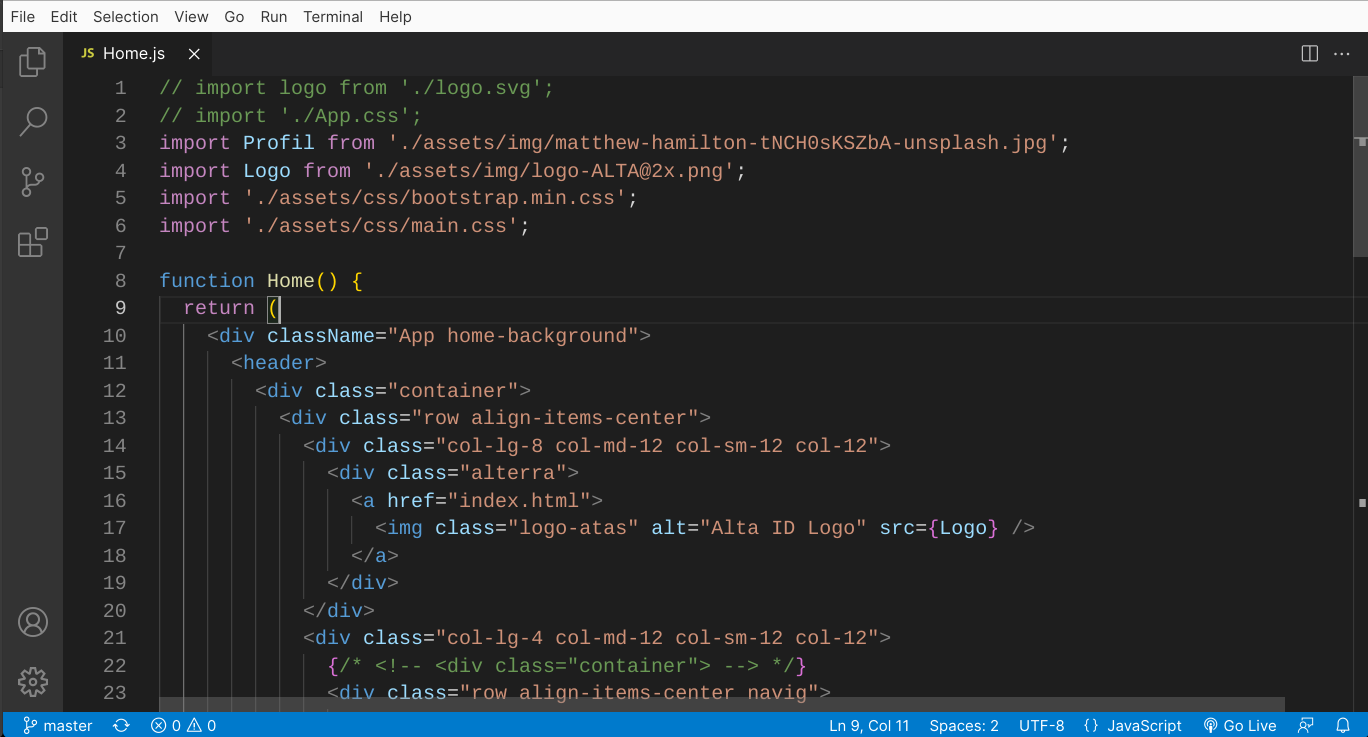 File Edit Selection View Go Run Terminal Help
JS Home.js
1 // import logo from './logo.svg';
2 // import './App.css';
3 import Profil from './assets/img/matthew-hamilton-tNCH0sKSZbA-unsplash.jpg';
4 import Logo from './assets/img/logo-ALTA@2x.png';
5 import './assets/css/bootstrap.min.css';
6 import './assets/css/main.css';
7
8 function Home() {
9   return (
10     <div className="App home-background">
11       <header>
12         <div class="container">
13           <div class="row align-items-center">
14             <div class="col-lg-8 col-md-12 col-sm-12 col-12">
15               <div class="alterra">
16                 <a href="index.html">
17                   <img class="logo-atas" alt="Alta ID Logo" src={Logo} />
18                 </a>
19               </div>
20             </div>
21             <div class="col-lg-4 col-md-12 col-sm-12 col-12">
22               {/* <!-- <div class="container"> --> */}
23               <div class="row align-items-center navig">
master 0 0 Ln 9, Col 11 Spaces: 2 UTF-8 {} JavaScript Go Live